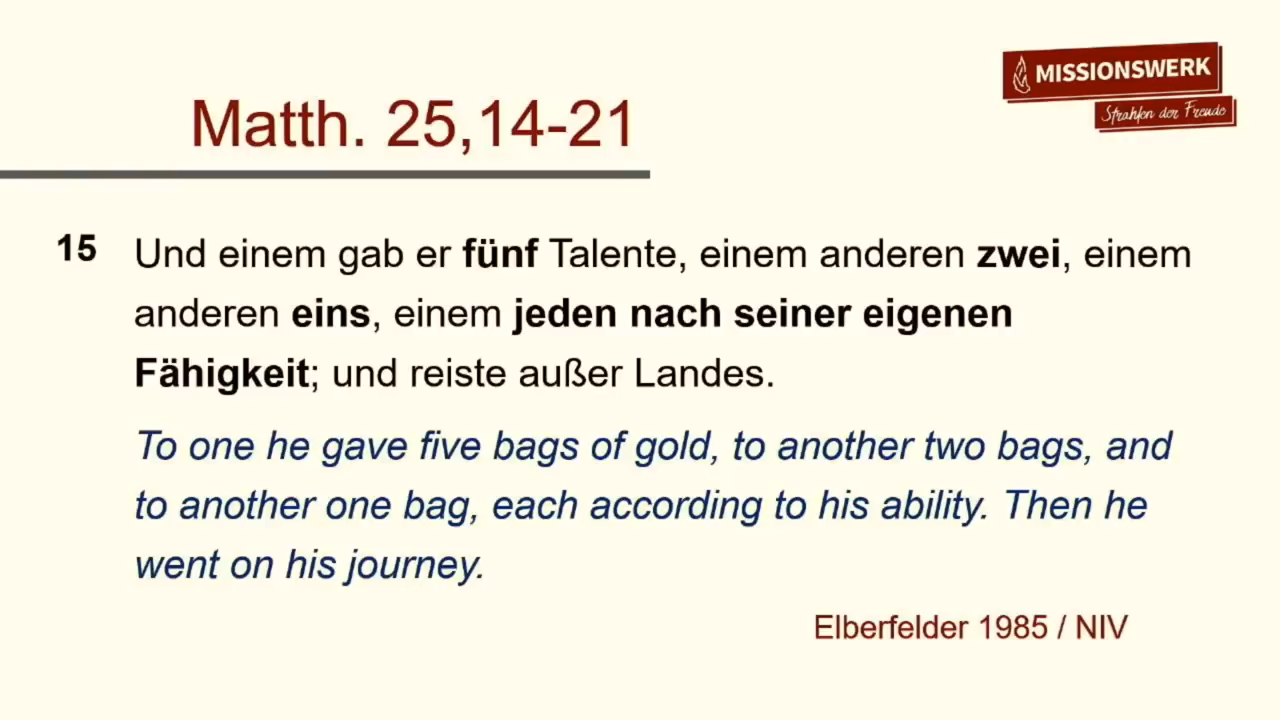 MISSIONSWERK
Strahlen der Freude
Matth. 25,14-21
15 Und einem gab er fünf Talente, einem anderen zwei, einem
anderen eins, einem jeden nach seiner eigenen
Fähigkeit; und reiste außer Landes.
To one he gave five bags of gold, to another two bags, and
to another one bag, each according to his ability. Then he
went on his journey.
Elberfelder 1985 / NIV